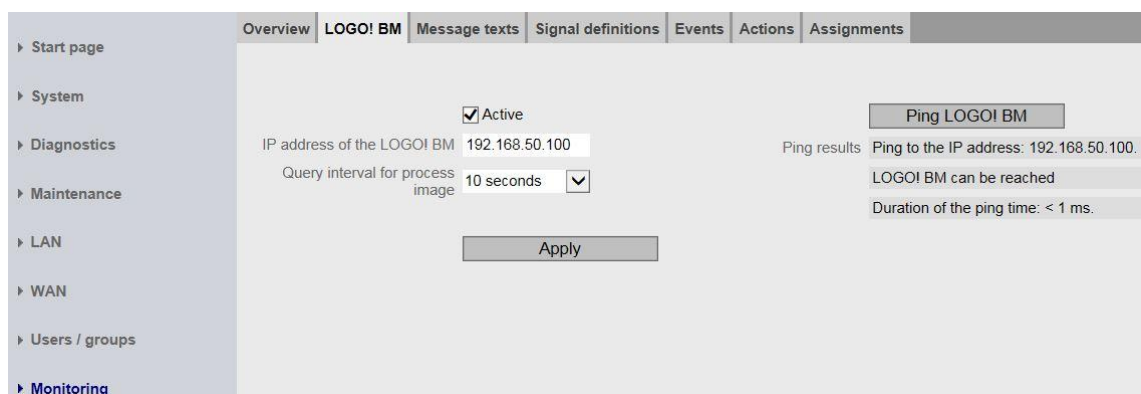 Overview LOGO! BM Message texts Signal definitions Events Actions Assignments
Start page
System
Diagnostics
Maintenance
LAN
WAN
Users / groups
Monitoring
Active
IP address of the LOGO! BM 192.168.50.100
Query interval for process
image
10 seconds
Apply
Ping LOGO! BM
Ping results Ping to the IP address: 192.168.50.100.
LOGO! BM can be reached
Duration of the ping time: < 1 ms.